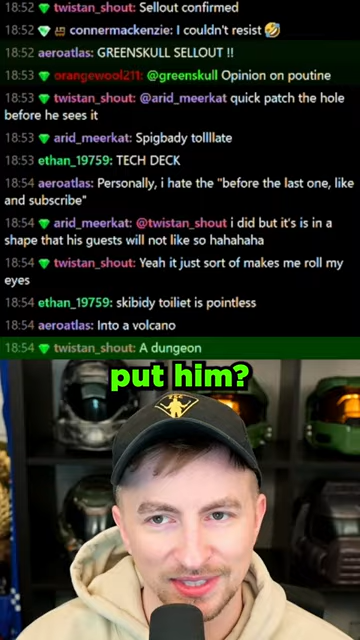 18:52 twistan_shout: Sellout confirmed
18:52 connermackenzie: I couldn't resist 🤣
aeroatlas: GREENSKULL SELLOUT !!
18:53 orangewool211: @greenskull Opinion on poutine
18:53 twistan_shout: @arid_meerkat quick patch the hole
before he sees it
18:53 arid_meerkat: Spigbady tollllate
18:53 ethan_19759: TECH DECK
18:54 aeroatlas: Personally, i hate the "before the last one, like
and subscribe"
18:54 arid_meerkat: @twistan_shout i did but it's is in a
shape that his guests will not like so hahahaha
18:54 twistan_shout: Yeah it just sort of makes me roll my
eyes
18:54 ethan_19759: skibidy toiliet is pointless
18:54 aeroatlas: Into a volcano
18:54 twistan_shout: A dungeon
put him?